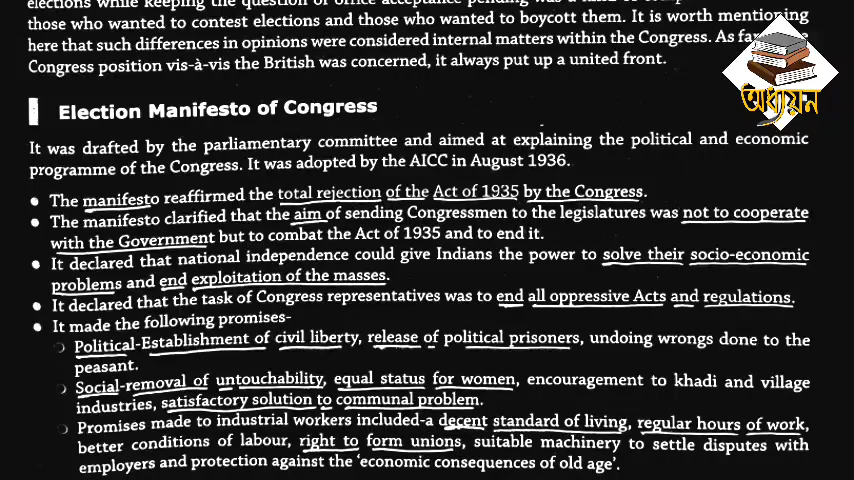 elections while keeping the question of office acceptance pending was a kind of
those who wanted to contest elections and those who wanted to boycott them. It is worth mentioning
here that such differences in opinions were considered internal matters within the Congress. As far
Congress position vis-à-vis the British was concerned, it always put up a united front.
অধ্যয়ন
Election Manifesto of Congress
It was drafted by the parliamentary committee and aimed at explaining the political and economic
programme of the Congress. It was adopted by the AICC in August 1936.
• The manifesto reaffirmed the total rejection of the Act of 1935 by the Congress.
• The manifesto clarified that the aim of sending Congressmen to the legislatures was not to cooperate
with the Government but to combat the Act of 1935 and to end it.
• It declared that national independence could give Indians the power to solve their socio-economic
problems and end exploitation of the masses.
• It declared that the task of Congress representatives was to end all oppressive Acts and regulations.
• It made the following promises-
Political-Establishment of civil liberty, release of political prisoners, undoing wrongs done to the
peasant.
Social-removal of untouchability, equal status for women, encouragement to khadi and village
industries, satisfactory solution to communal problem.
Promises made to industrial workers included-a decent standard of living, regular hours of work,
better conditions of labour, right to form unions, suitable machinery to settle disputes with
employers and protection against the ‘economic consequences of old age’.